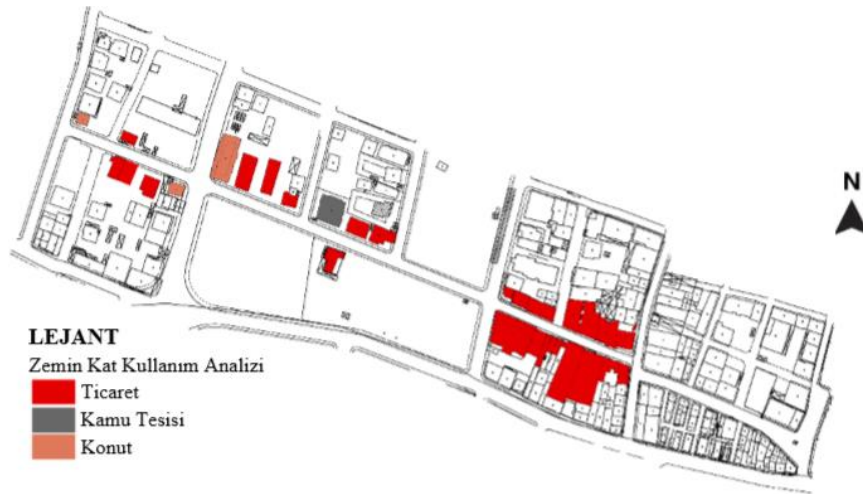 N
LEJANT
Zemin Kat Kullanım Analizi
Ticaret
Kamu Tesisi
Konut